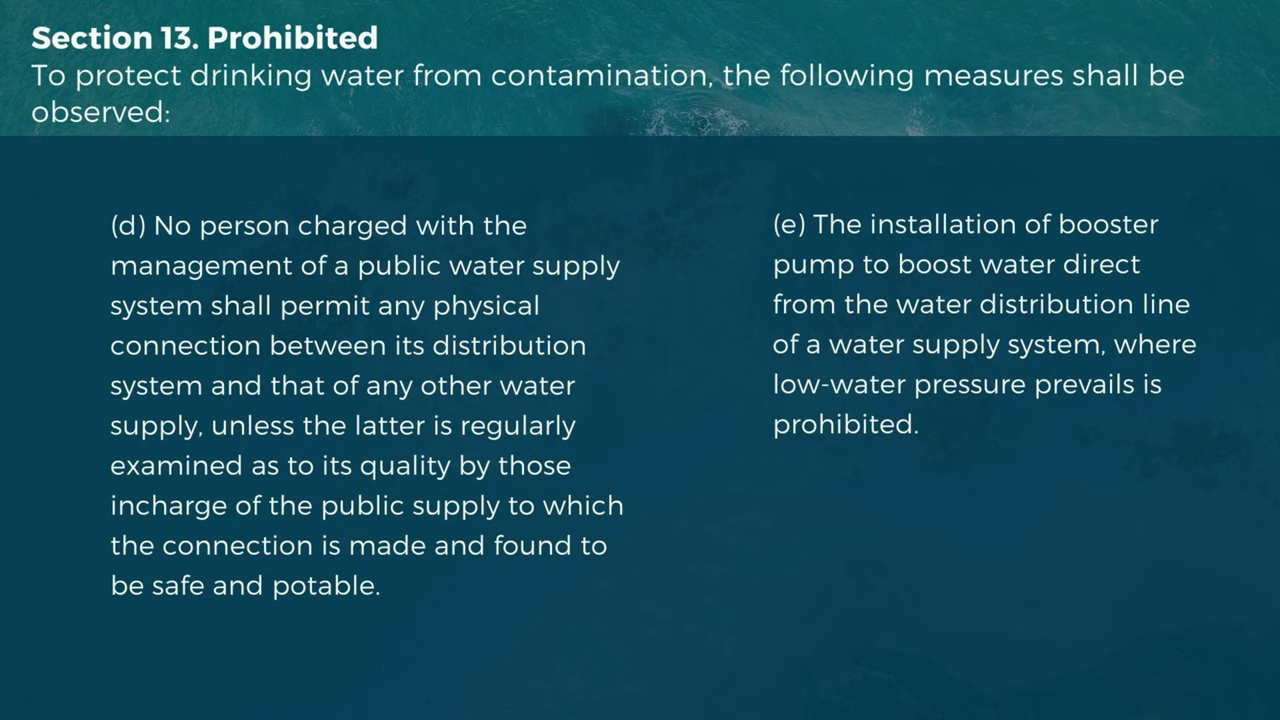 Section 13. Prohibited
To protect drinking water from contamination, the following measures shall be
observed:
(d) No person charged with the
management of a public water supply
system shall permit any physical
connection between its distribution
system and that of any other water
supply, unless the latter is regularly
examined as to its quality by those
incharge of the public supply to which
the connection is made and found to
be safe and potable.
(e) The installation of booster
pump to boost water direct
from the water distribution line
of a water supply system, where
low-water pressure prevails is
prohibited.